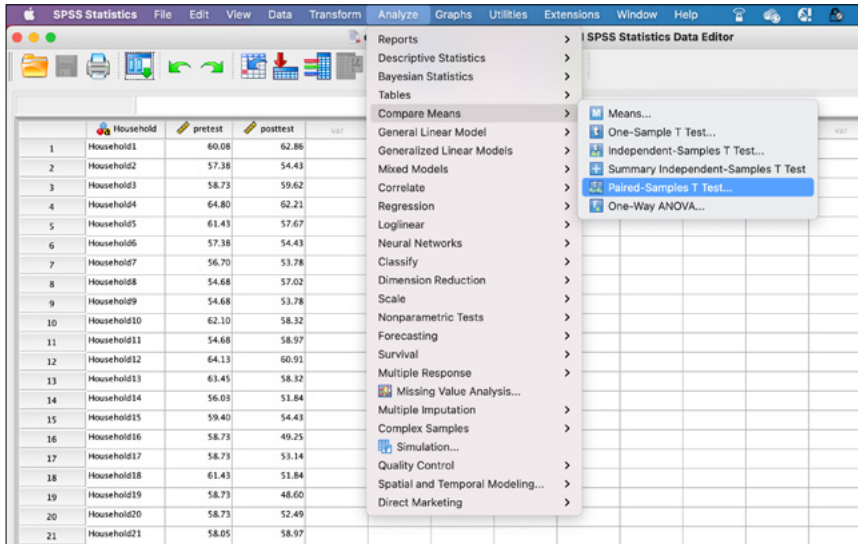 SPSS Statistics File Edit View Data Transform Analyze Graphs Utilities Extensions Window Help
SPSS Statistics Data Editor
Reports
Descriptive Statistics
Bayesian Statistics
Tables
Compare Means
General Linear Model
Generalized Linear Models
Mixed Models
Correlate
Regression
Loglinear
Neural Networks
Classify
Dimension Reduction
Scale
Nonparametric Tests
Forecasting
Survival
Multiple Response
Missing Value Analysis...
Multiple Imputation
Complex Samples
Simulation...
Quality Control
Spatial and Temporal Modeling...
Direct Marketing
Means...
One-Sample T Test...
Independent-Samples T Test...
Summary Independent-Samples T Test
Paired-Samples T Test...
One-Way ANOVA...
Household pretest posttest var var
1 Household1 60.08 62.86
2 Household2 57.38 54.43
3 Household3 58.73 59.62
4 Household4 64.80 62.21
5 Household5 61.43 57.67
6 Household6 57.38 54.43
7 Household7 56.70 53.78
8 Household8 54.68 57.02
9 Household9 54.68 53.78
10 Household10 62.10 58.32
11 Household11 54.68 58.97
12 Household12 64.13 60.91
13 Household13 63.45 58.32
14 Household14 56.03 51.84
15 Household15 59.40 54.43
16 Household16 58.73 49.25
17 Household17 58.73 53.14
18 Household18 61.43 51.84
19 Household19 58.73 48.60
20 Household20 58.73 52.49
21 Household21 58.05 58.97